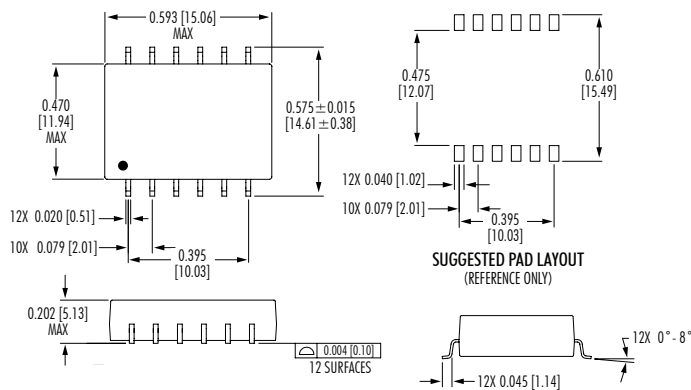 0.593 [15.06]
MAX
0.470
[11.94]
MAX
0.575±0.015
[14.61±0.38]
12X 0.020 [0.51]
10X 0.079 [2.01]
0.395
[10.03]
0.475
[12.07]
0.610
[15.49]
12X 0.040 [1.02]
10X 0.079 [2.01]
0.395
[10.03]
SUGGESTED PAD LAYOUT
(REFERENCE ONLY)
0.202 [5.13]
MAX
0.004 [0.10]
12 SURFACES
12X 0°- 8°
12X 0.045 [1.14]